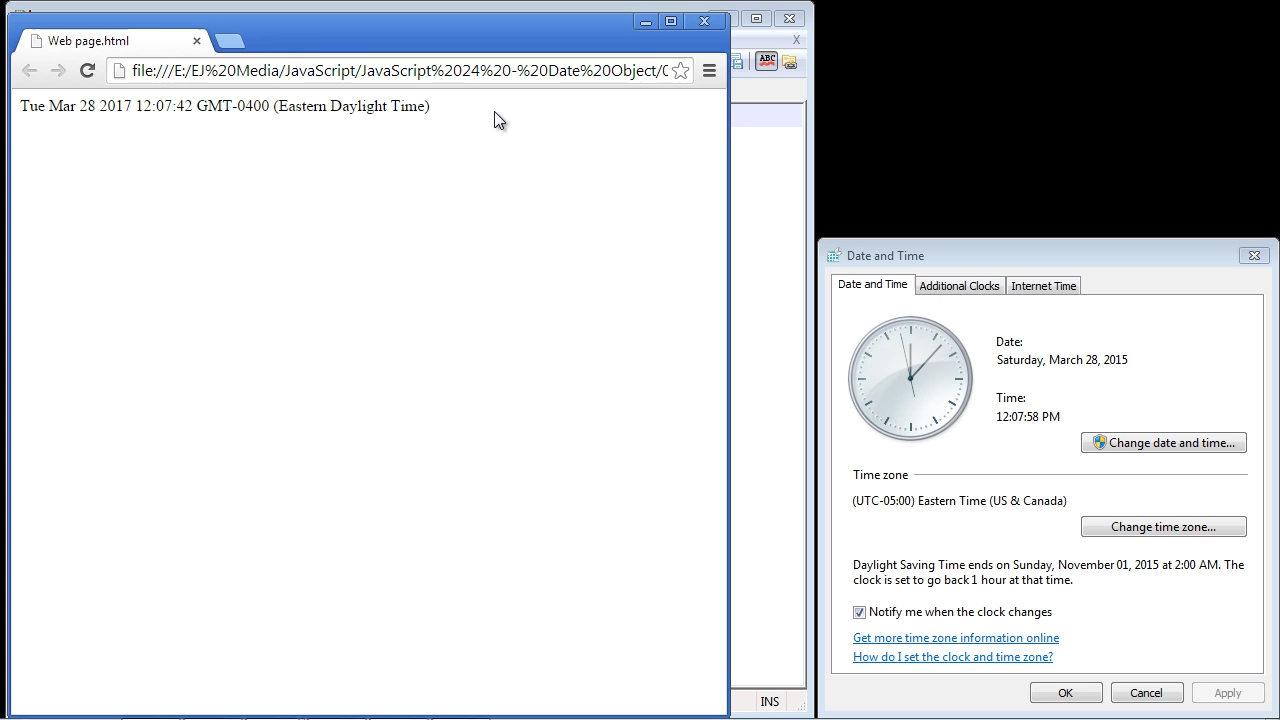 Web page.html
file:///E:/EJ%20Media/JavaScript/JavaScript%2024%20-%20Date%20Object/
Tue Mar 28 2017 12:07:42 GMT-0400 (Eastern Daylight Time)
X
ABC
INS
Date and Time
Date and Time
Additional Clocks
Internet Time
Date:
Saturday, March 28, 2015
Time:
12:07:58 PM
Change date and time...
Time zone
(UTC-05:00) Eastern Time (US & Canada)
Change time zone...
Daylight Saving Time ends on Sunday, November 01, 2015 at 2:00 AM. The
clock is set to go back 1 hour at that time.
Notify me when the clock changes
Get more time zone information online
How do I set the clock and time zone?
OK
Cancel
Apply